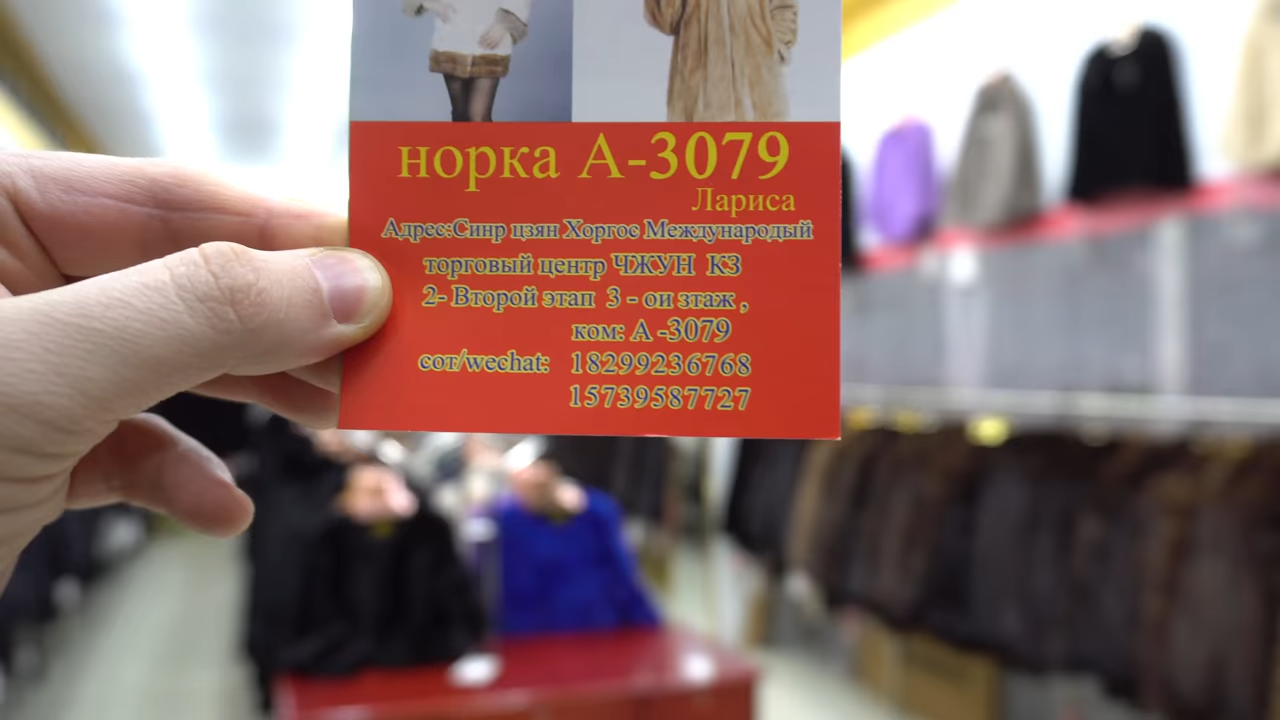 норка А-3079
Лариса
Адрес:Синр цзян Хоргос Международый
торговый центр ЧЖУН КЗ
2- Второй этап 3 - ои зтаж ,
ком: А -3079
сот/wechat: 18299236768
15739587727